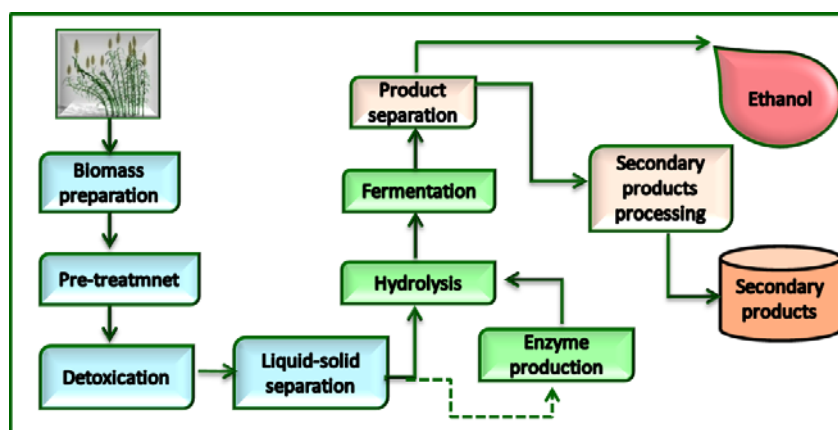 Biomass
preparation
Pre-treatmnet
Detoxication
Liquid-solid
separation
Hydrolysis
Enzyme
production
Fermentation
Product
separation
Ethanol
Secondary
products
processing
Secondary
products